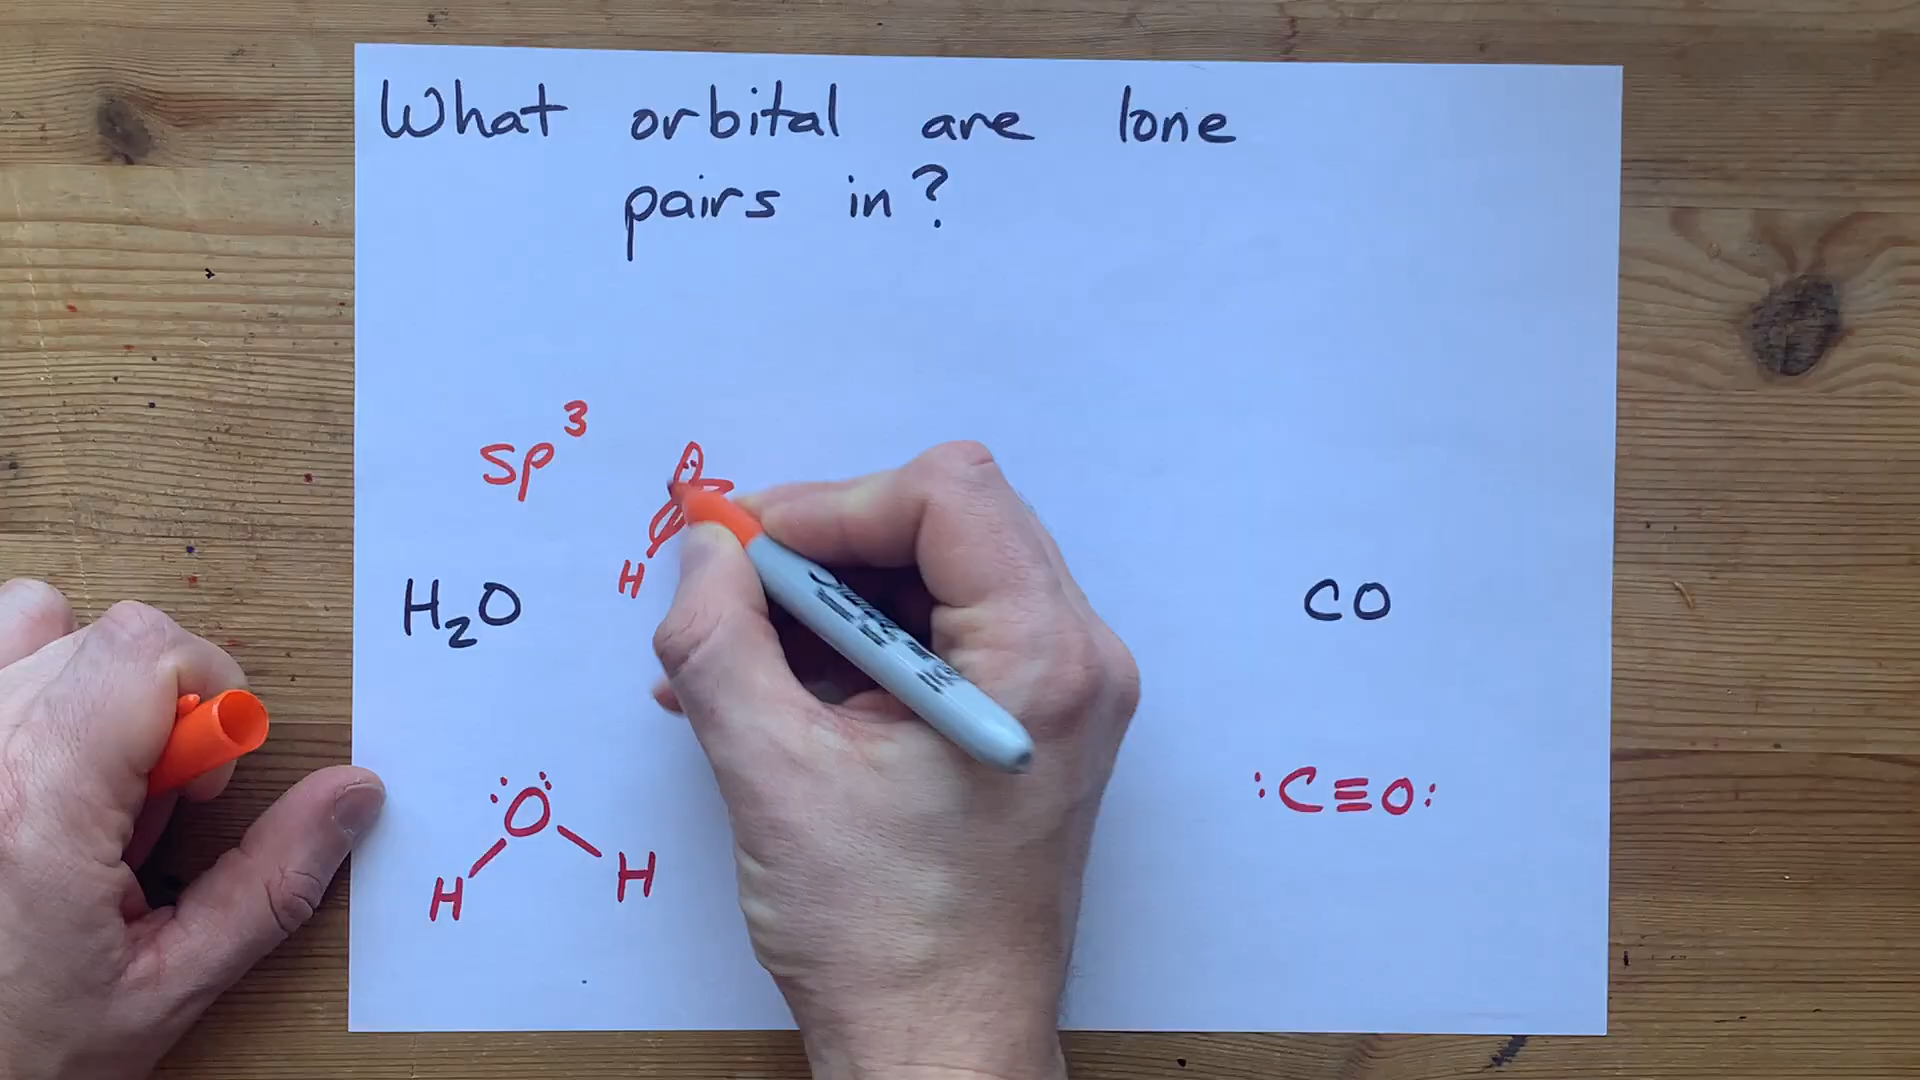 What orbital are lone
pairs in?
sp³
H
H₂O
CO
:Ö:
H H
:C≡O: